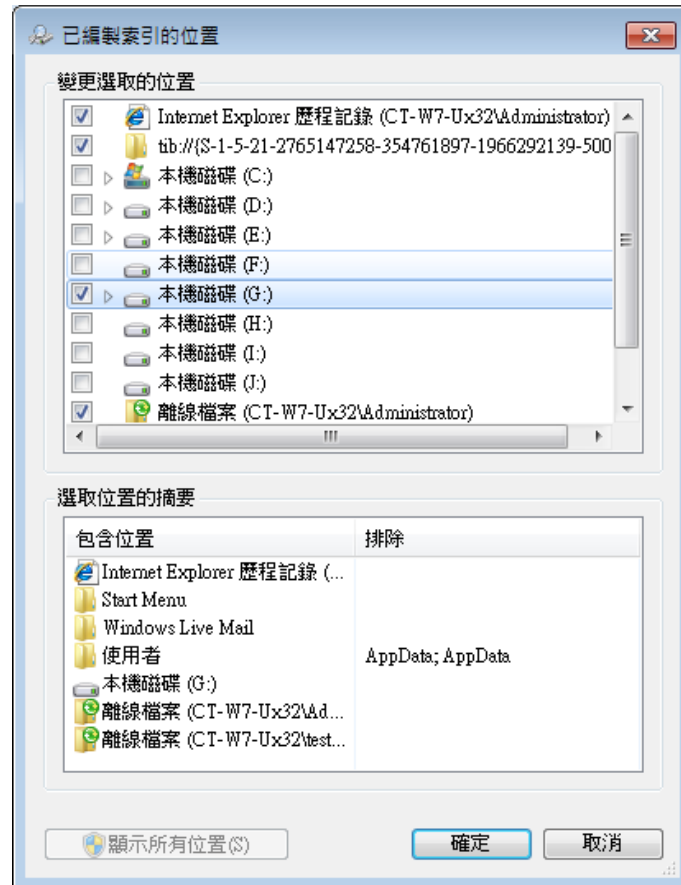 已編製索引的位置
變更選取的位置
Internet Explorer 歷程記錄 (CT-W7-Ux32\Administrator)
tib://{S-1-5-21-2765147258-354761897-1966292139-500
本機磁碟 (C:)
本機磁碟 (D:)
本機磁碟 (E:)
本機磁碟 (F:)
本機磁碟 (G:)
本機磁碟 (H:)
本機磁碟 (I:)
本機磁碟 (J:)
離線檔案 (CT-W7-Ux32\Administrator)
選取位置的摘要
包含位置 排除
Internet Explorer 歷程記錄 (...
Start Menu
Windows Live Mail
使用者 AppData; AppData
本機磁碟 (G:)
離線檔案 (CT-W7-Ux32\Ad...
離線檔案 (CT-W7-Ux32\test...
顯示所有位置(S) 確定 取消